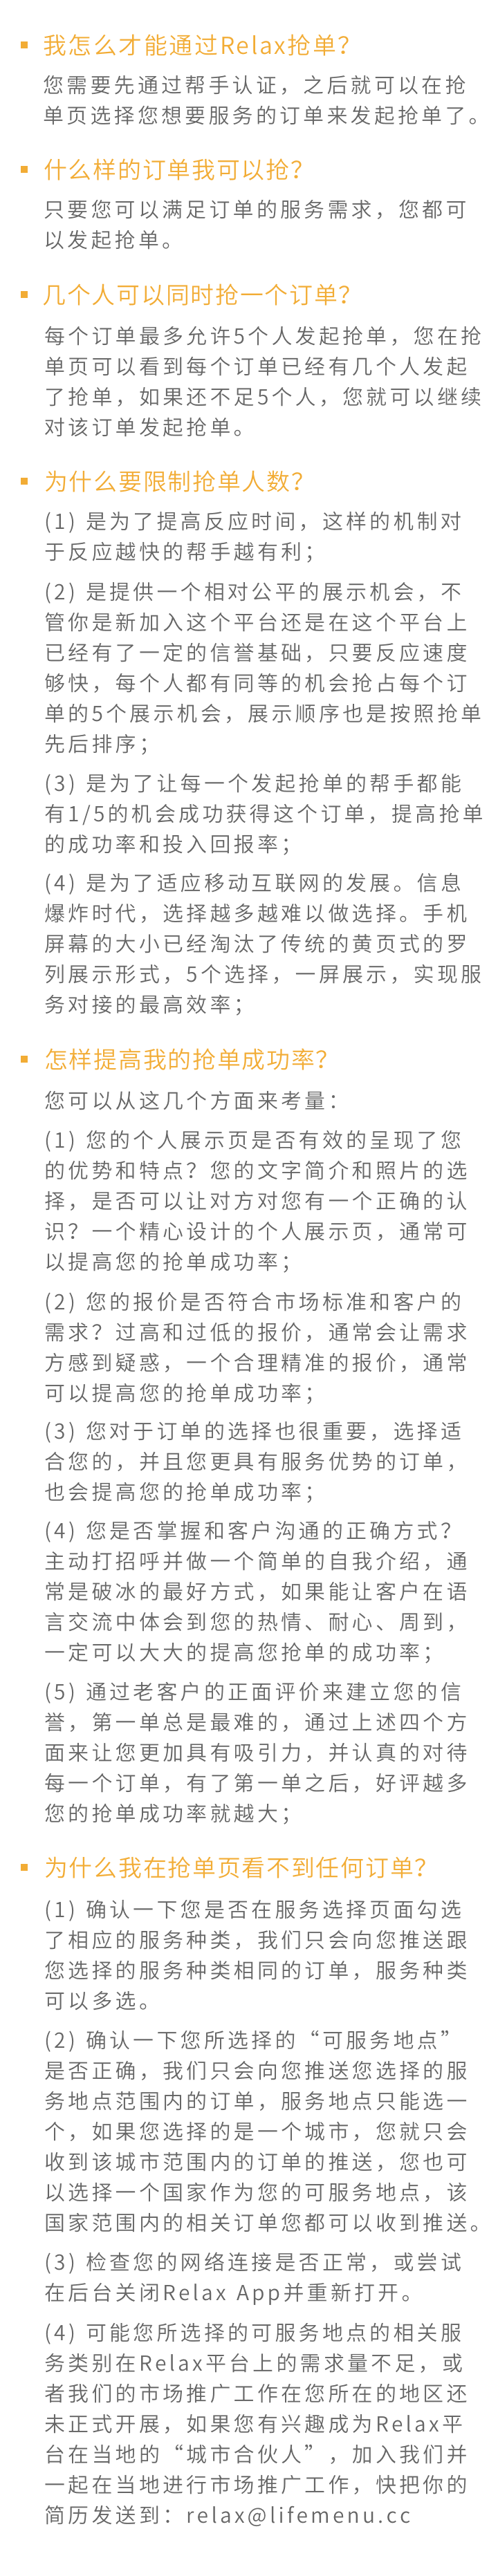 我怎么才能通过Relax抢单？
您需要先通过帮手认证，之后就可以在抢
单页选择您想要服务的订单来发起抢单了。
什么样的订单我可以抢？
只要您可以满足订单的服务需求，您都可
以发起抢单。
几个人可以同时抢一个订单？
每个订单最多允许5个人发起抢单，您在抢
单页可以看到每个订单已经有几个人发起
了抢单，如果还不足5个人，您就可以继续
对该订单发起抢单。
为什么要限制抢单人数？
(1) 是为了提高反应时间，这样的机制对
于反应越快的帮手越有利；
(2) 是提供一个相对公平的展示机会，不
管你是新加入这个平台还是在这个平台上
已经有了一定的信誉基础，只要反应速度
够快，每个人都有同等的机会抢占每个订
单的5个展示机会，展示顺序也是按照抢单
先后排序；
(3) 是为了让每一个发起抢单的帮手都能
有1/5的机会成功获得这个订单，提高抢单
的成功率和投入回报率；
(4) 是为了适应移动互联网的发展。信息
爆炸时代，选择越多越难以做选择。手机
屏幕的大小已经淘汰了传统的黄页式的罗
列展示形式，5个选择，一屏展示，实现服
务对接的最高效率；
怎样提高我的抢单成功率？
您可以从这几个方面来考量：
(1) 您的个人展示页是否有效的呈现了您
的优势和特点？您的文字简介和照片的选
择，是否可以让对方对您有一个正确的认
识？一个精心设计的个人展示页，通常可
以提高您的抢单成功率；
(2) 您的报价是否符合市场标准和客户的
需求？过高和过低的报价，通常会让需求
方感到疑惑，一个合理精准的报价，通常
可以提高您的抢单成功率；
(3) 您对于订单的选择也很重要，选择适
合您的，并且您更具有服务优势的订单，
也会提高您的抢单成功率；
(4) 您是否掌握和客户沟通的正确方式？
主动打招呼并做一个简单的自我介绍，通
常是破冰的最好方式，如果能让客户在语
言交流中体会到您的热情、耐心、周到，
一定可以大大的提高您抢单的成功率；
(5) 通过老客户的正面评价来建立您的信
誉，第一单总是最难的，通过上述四个方
面来让您更加具有吸引力，并认真的对待
每一个订单，有了第一单之后，好评越多
您的抢单成功率就越大；
为什么我在抢单页看不到任何订单？
(1) 确认一下您是否在服务选择页面勾选
了相应的服务种类，我们只会向您推送跟
您选择的服务种类相同的订单，服务种类
可以多选。
(2) 确认一下您所选择的“可服务地点”
是否正确，我们只会向您推送您选择的服
务地点范围内的订单，服务地点只能选一
个，如果您选择的是一个城市，您就只会
收到该城市范围内的订单的推送，您也可
以选择一个国家作为您的可服务地点，该
国家范围内的相关订单您都可以收到推送。
(3) 检查您的网络连接是否正常，或尝试
在后台关闭Relax App并重新打开。
(4) 可能您所选择的可服务地点的相关服
务类别在Relax平台上的需求量不足，或
者我们的市场推广工作在您所在的地区还
未正式开展，如果您有兴趣成为Relax平
台在当地的“城市合伙人”，加入我们并
一起在当地进行市场推广工作，快把你的
简历发送到：relax@lifemenu.cc